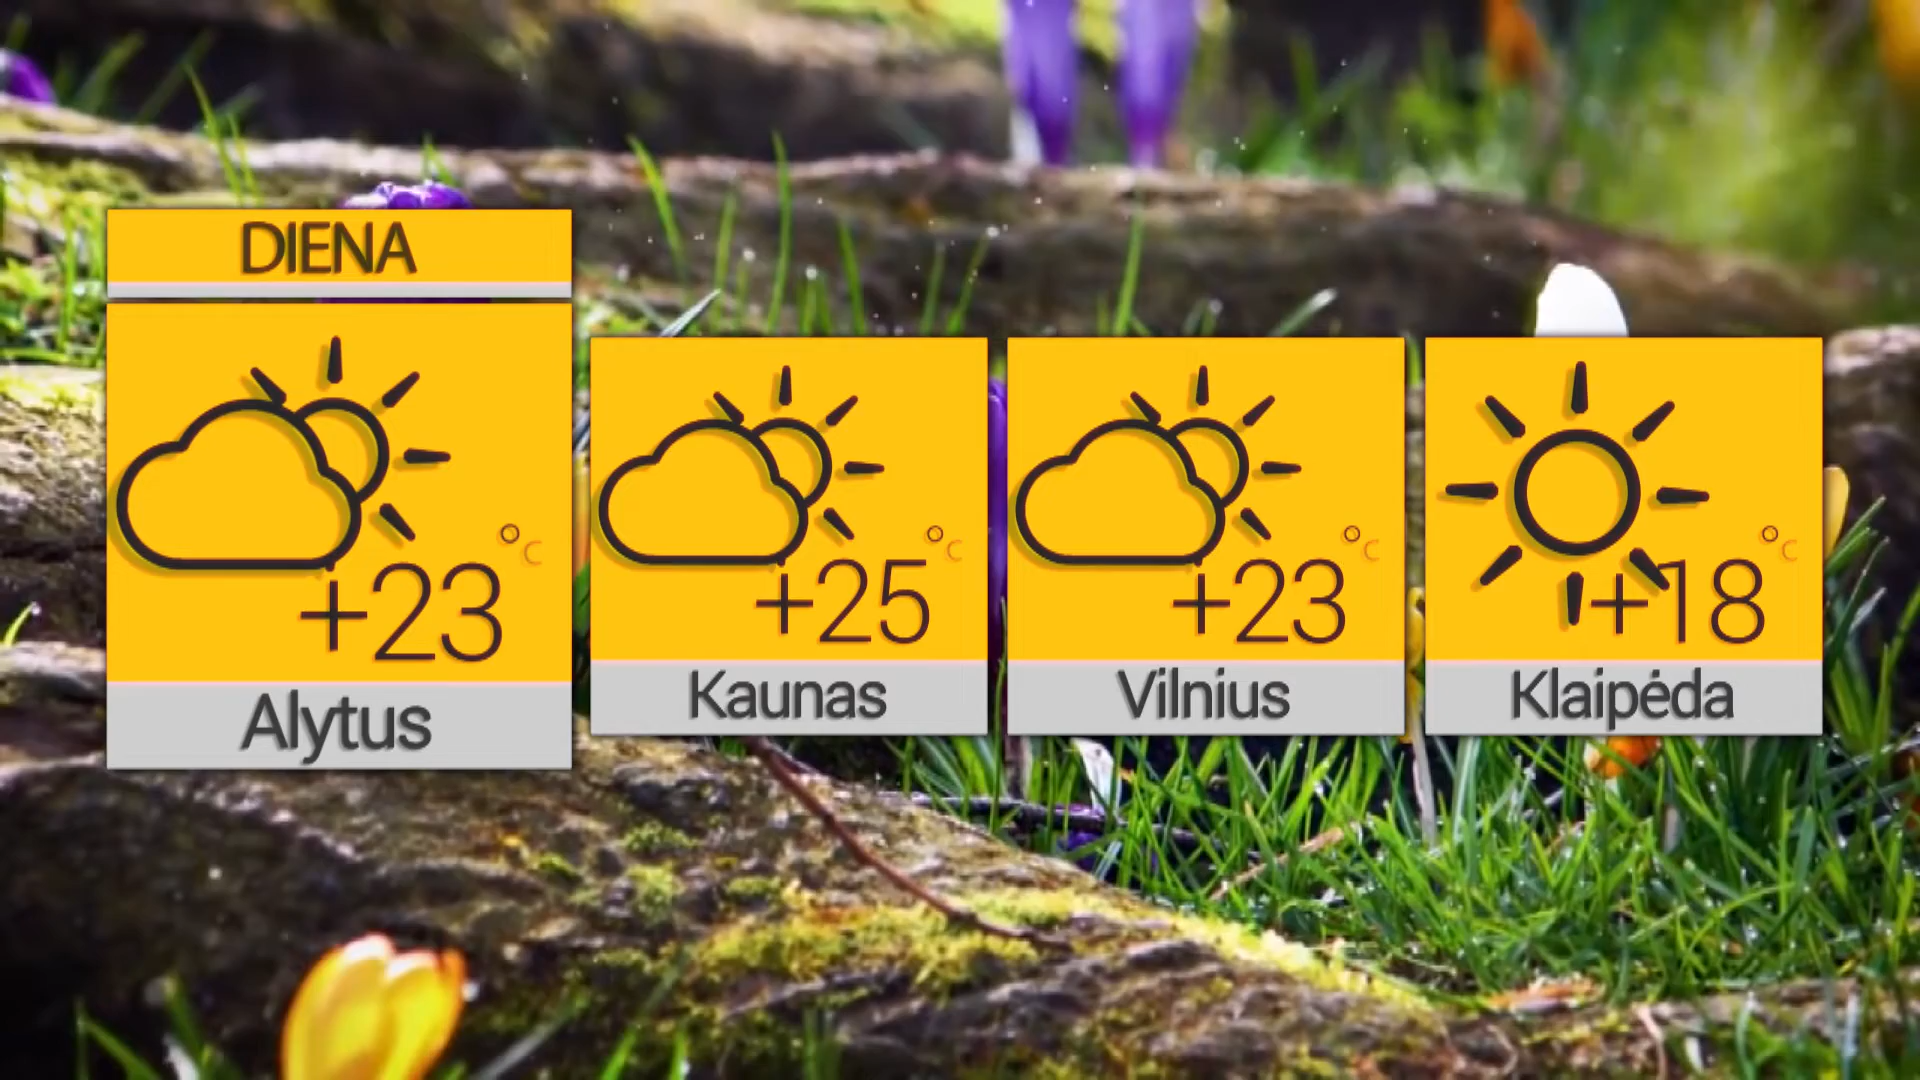 DIENA
+23 °C
Alytus
+25 °C
Kaunas
+23 °C
Vilnius
+18 °C
Klaipėda